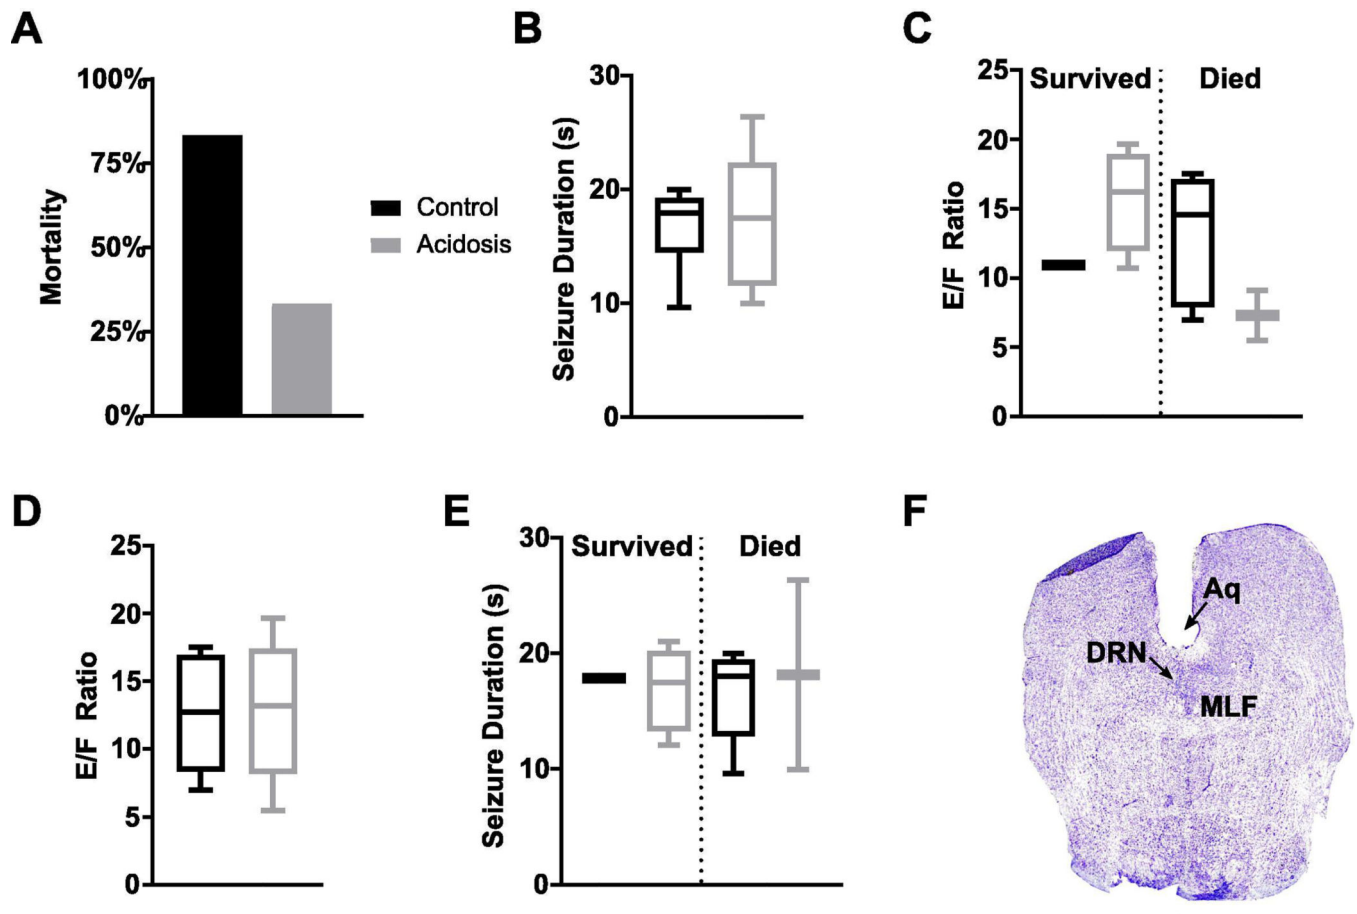 A
100%
75%
50%
25%
0%
Mortality
Control
Acidosis
B
30
20
10
0
Seizure Duration (s)
C
25
20
15
10
5
0
E/F Ratio
Survived
Died
D
25
20
15
10
5
0
E/F Ratio
E
30
20
10
0
Seizure Duration (s)
Survived
Died
F
Aq
DRN
MLF